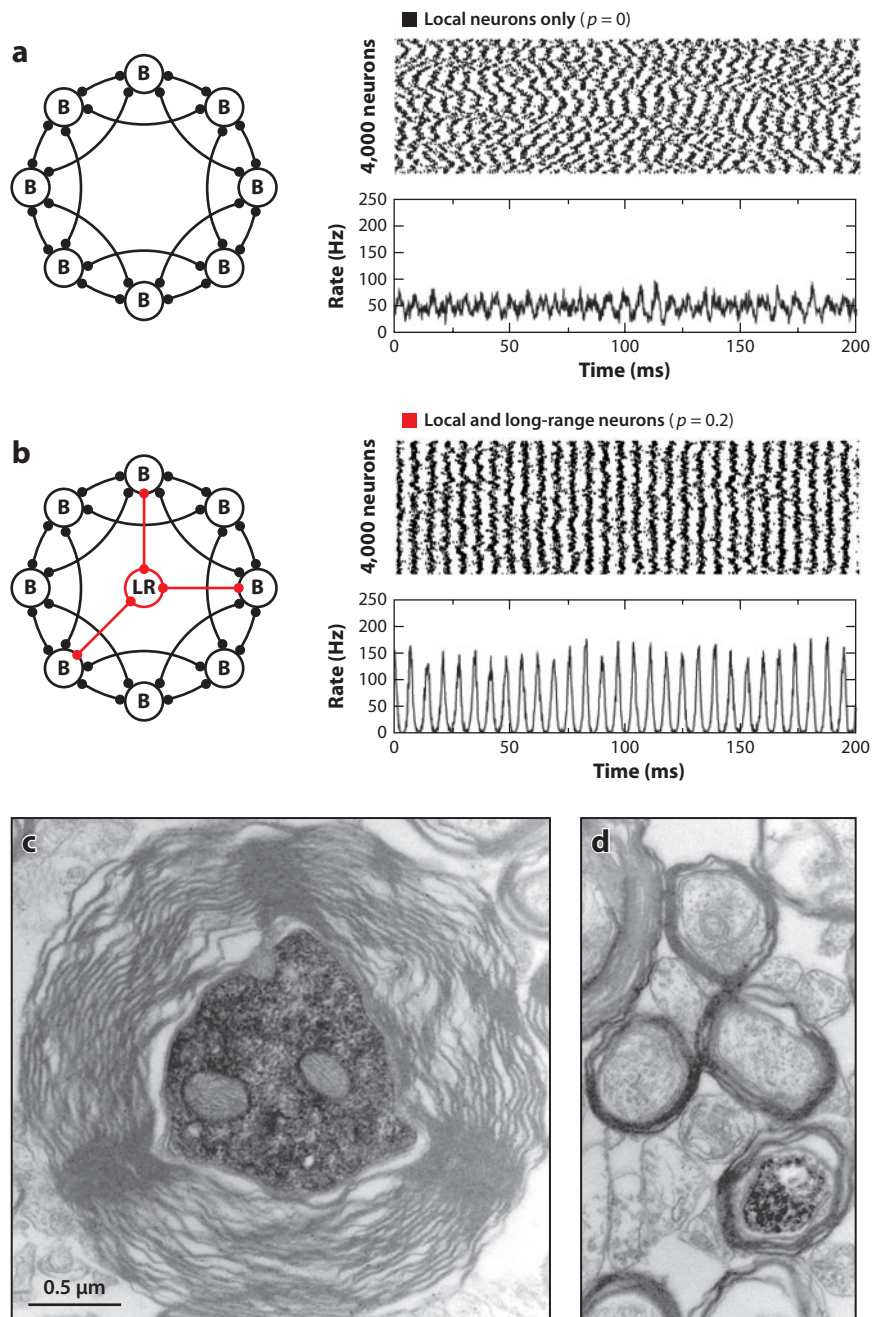 a
B
B
B
B
B
B
B
B
Local neurons only (p = 0)
4,000 neurons
Rate (Hz)
250
200
150
100
50
0
0
50
100
150
200
Time (ms)
b
B
B
B
B
LR
B
B
B
B
Local and long-range neurons (p = 0.2)
4,000 neurons
Rate (Hz)
250
200
150
100
50
0
0
50
100
150
200
Time (ms)
c
0.5 μm
d